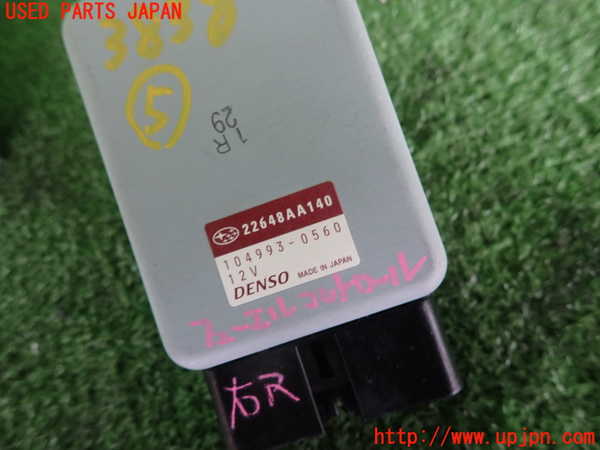 USED PARTS JAPAN
3858
⑤
1R
29
22648AA140
104993-0560
12V
DENSO MADE IN JAPAN
フューエルコントロール
右R
http://www.upjpn.com